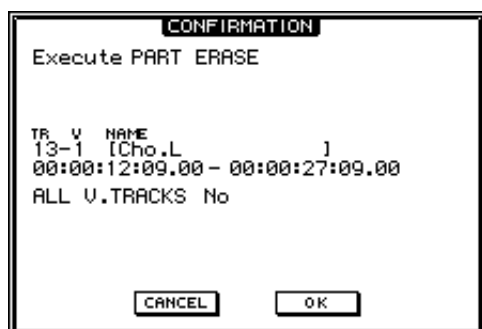 CONFIRMATION
Execute PART ERASE
TR V NAME
13-1 [Cho.L ]
00:00:12:09.00 - 00:00:27:09.00
ALL V.TRACKS No
CANCEL OK